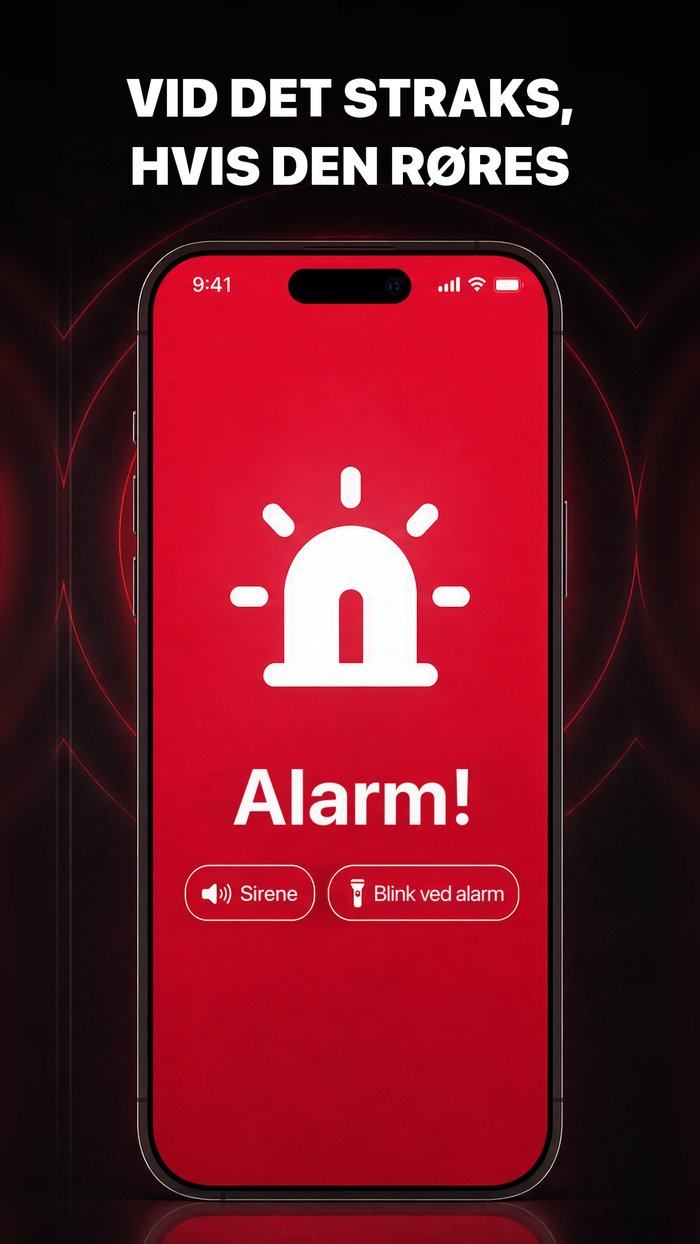 VID DET STRAKS,
HVIS DEN RØRES
9:41
Alarm!
Sirene
Blink ved alarm